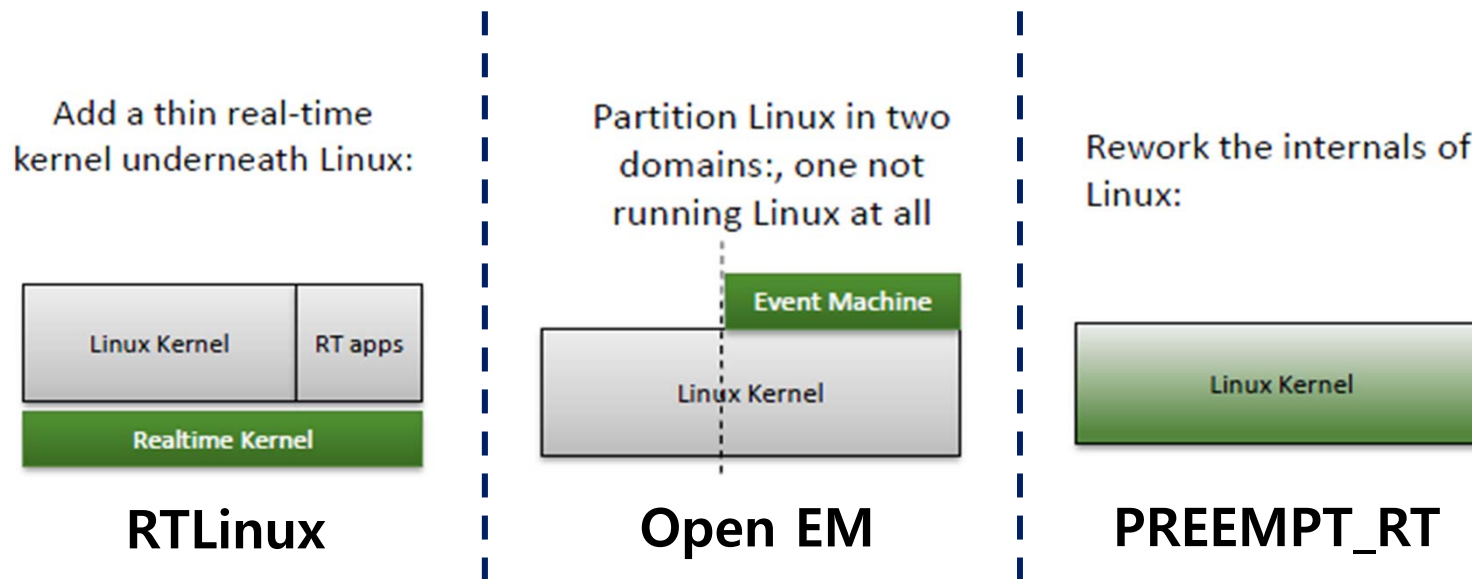 Add a thin real-time
kernel underneath Linux:
Linux Kernel
RT apps
Realtime Kernel
RTLinux
Partition Linux in two
domains:, one not
running Linux at all
Event Machine
Linux Kernel
Open EM
Rework the internals of
Linux:
Linux Kernel
PREEMPT_RT